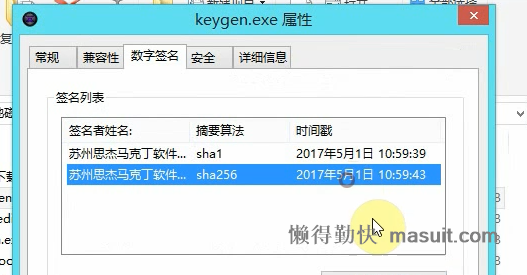 keygen.exe 属性
常规 兼容性 数字签名 安全 详细信息
签名列表
签名者姓名: 摘要算法 时间戳
苏州思杰马克丁软件... sha1 2017年5月1日 10:59:39
苏州思杰马克丁软件... sha256 2017年5月1日 10:59:43
懒得勤快 masuit.com